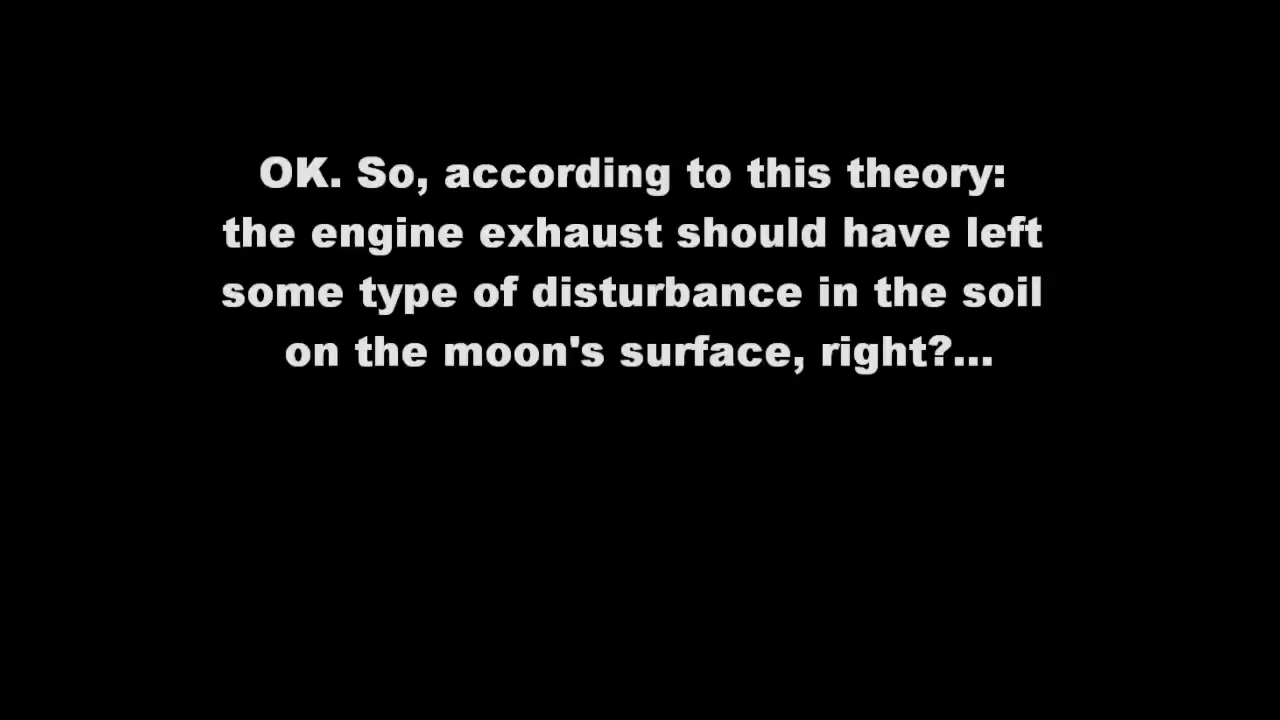 OK. So, according to this theory:
the engine exhaust should have left
some type of disturbance in the soil
on the moon's surface, right?...